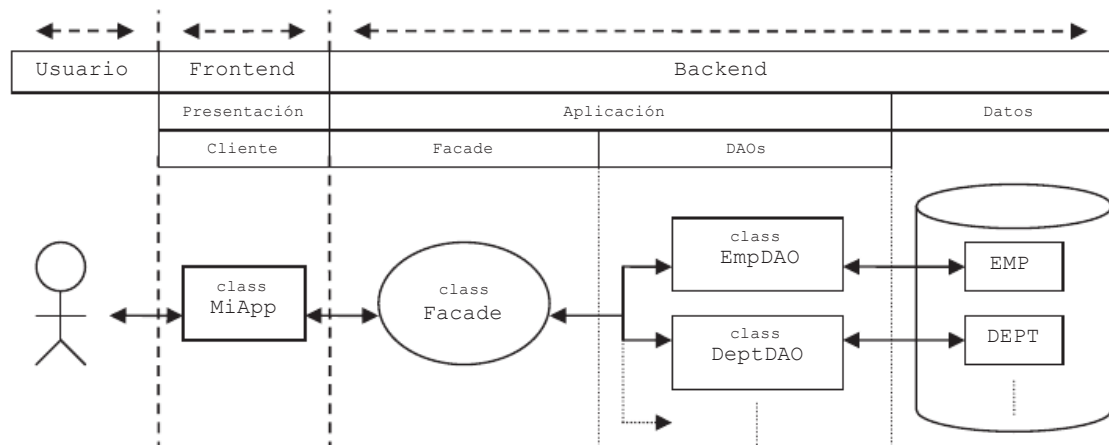 Usuario
Frontend
Backend
Presentación
Aplicación
Datos
Cliente
Facade
DAOs
class
MiApp
class
Facade
class
EmpDAO
class
DeptDAO
EMP
DEPT